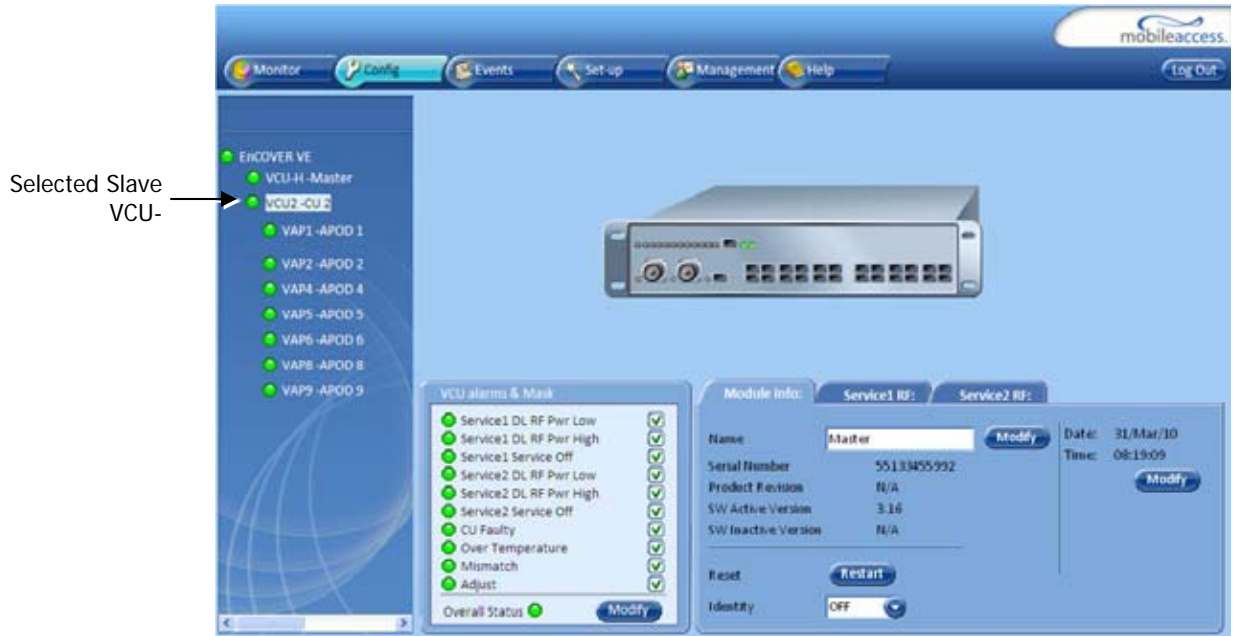 mobileaccess.
Monitor Config Events Set-up Management Help Log Out
EnCOVER VE
VCU-H -Master
Selected Slave
VCU-
VCU2 -CU 2
VAP1 -APOD 1
VAP2 -APOD 2
VAP4 -APOD 4
VAP5 -APOD 5
VAP6 -APOD 6
VAP8 -APOD 8
VAP9 -APOD 9
VCU alarms & Mask
Service1 DL RF Pwr Low
Service1 DL RF Pwr High
Service1 Service Off
Service2 DL RF Pwr Low
Service2 DL RF Pwr High
Service2 Service Off
CU Faulty
Over Temperature
Mismatch
Adjust
Overall Status Modify
Module Info: Service1 RF: Service2 RF:
Name Master Modify
Serial Number 55133455992
Product Revision N/A
SW Active Version 3.16
SW Inactive Version N/A
Reset Restart
Identity OFF
Date: 31/Mar/10
Time: 08:19:09
Modify